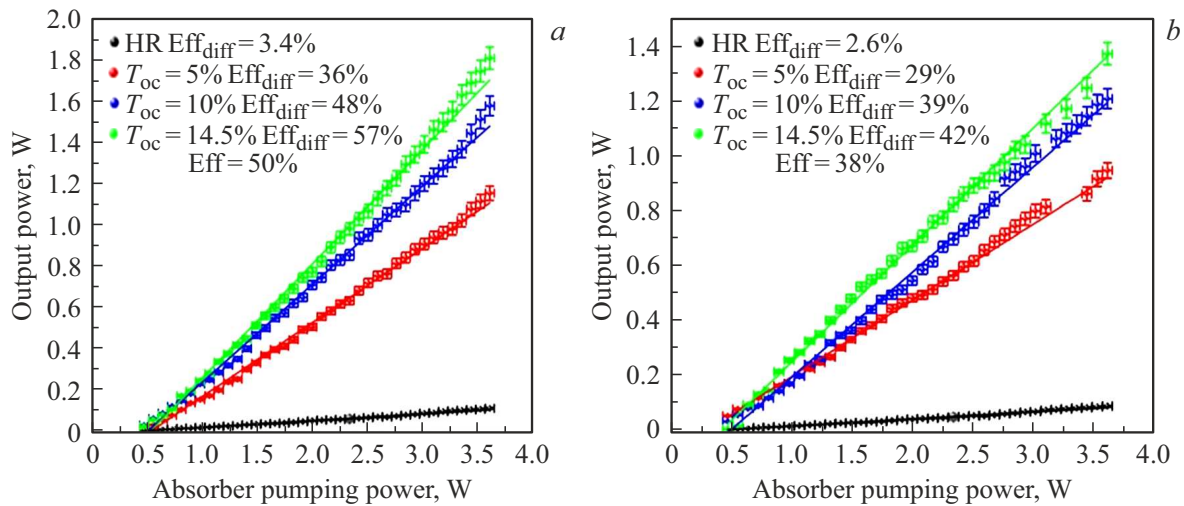 a
2.0
1.8
1.6
1.4
1.2
1.0
0.8
0.6
0.4
0.2
0
Output power, W
HR Eff_diff = 3.4%
T_oc = 5% Eff_diff = 36%
T_oc = 10% Eff_diff = 48%
T_oc = 14.5% Eff_diff = 57%
Eff = 50%
0 0.5 1.0 1.5 2.0 2.5 3.0 3.5 4.0
Absorber pumping power, W
b
1.4
1.2
1.0
0.8
0.6
0.4
0.2
0
Output power, W
HR Eff_diff = 2.6%
T_oc = 5% Eff_diff = 29%
T_oc = 10% Eff_diff = 39%
T_oc = 14.5% Eff_diff = 42%
Eff = 38%
0 0.5 1.0 1.5 2.0 2.5 3.0 3.5 4.0
Absorber pumping power, W